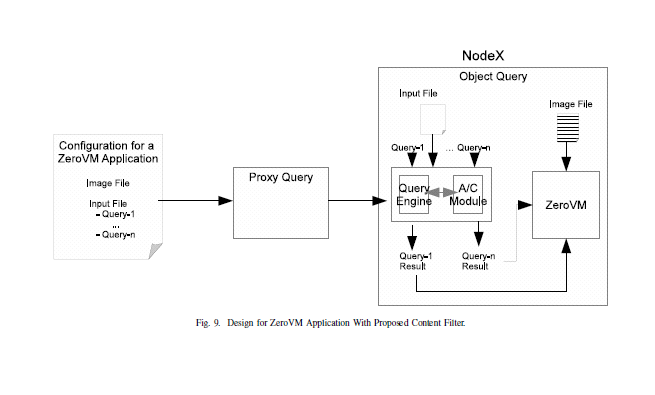 NodeX
Object Query
Input File
Image File
Configuration for a
ZeroVM Application
Image File
Input File
- Query-1
...
- Query-n
Proxy Query
Query-1 ... Query-n
Query
Engine
A/C
Module
ZeroVM
Query-1
Result
Query-n
Result
Fig. 9. Design for ZeroVM Application With Proposed Content Filter.